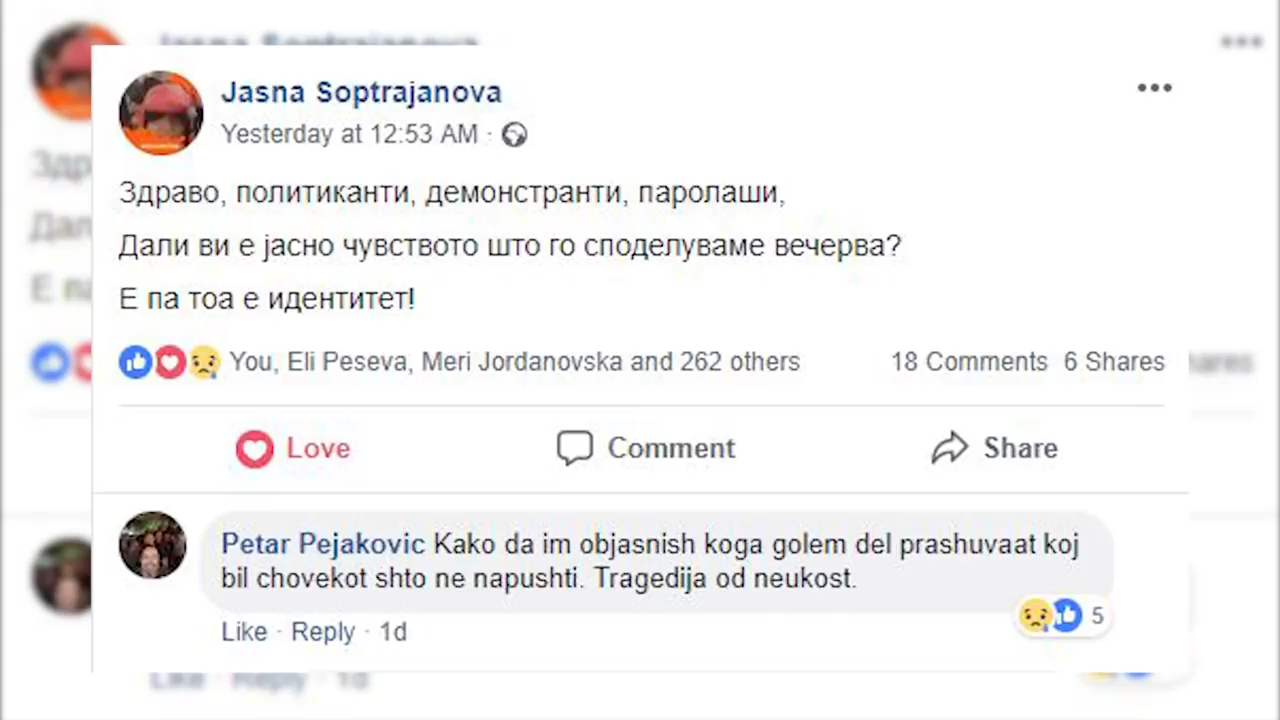 Jasna Soptrajanova
Yesterday at 12:53 AM ·
Здраво, политиканти, демонстранти, паролаши,
Дали ви е јасно чувството што го споделуваме вечерва?
Е па тоа е идентитет!
You, Eli Peseva, Meri Jordanovska and 262 others 18 Comments 6 Shares
Love Comment Share
Petar Pejakovic Kako da im objasnish koga golem del prashuvaat koj
bil chovekot shto ne napushti. Tragedija od neukost.
5
Like · Reply · 1d